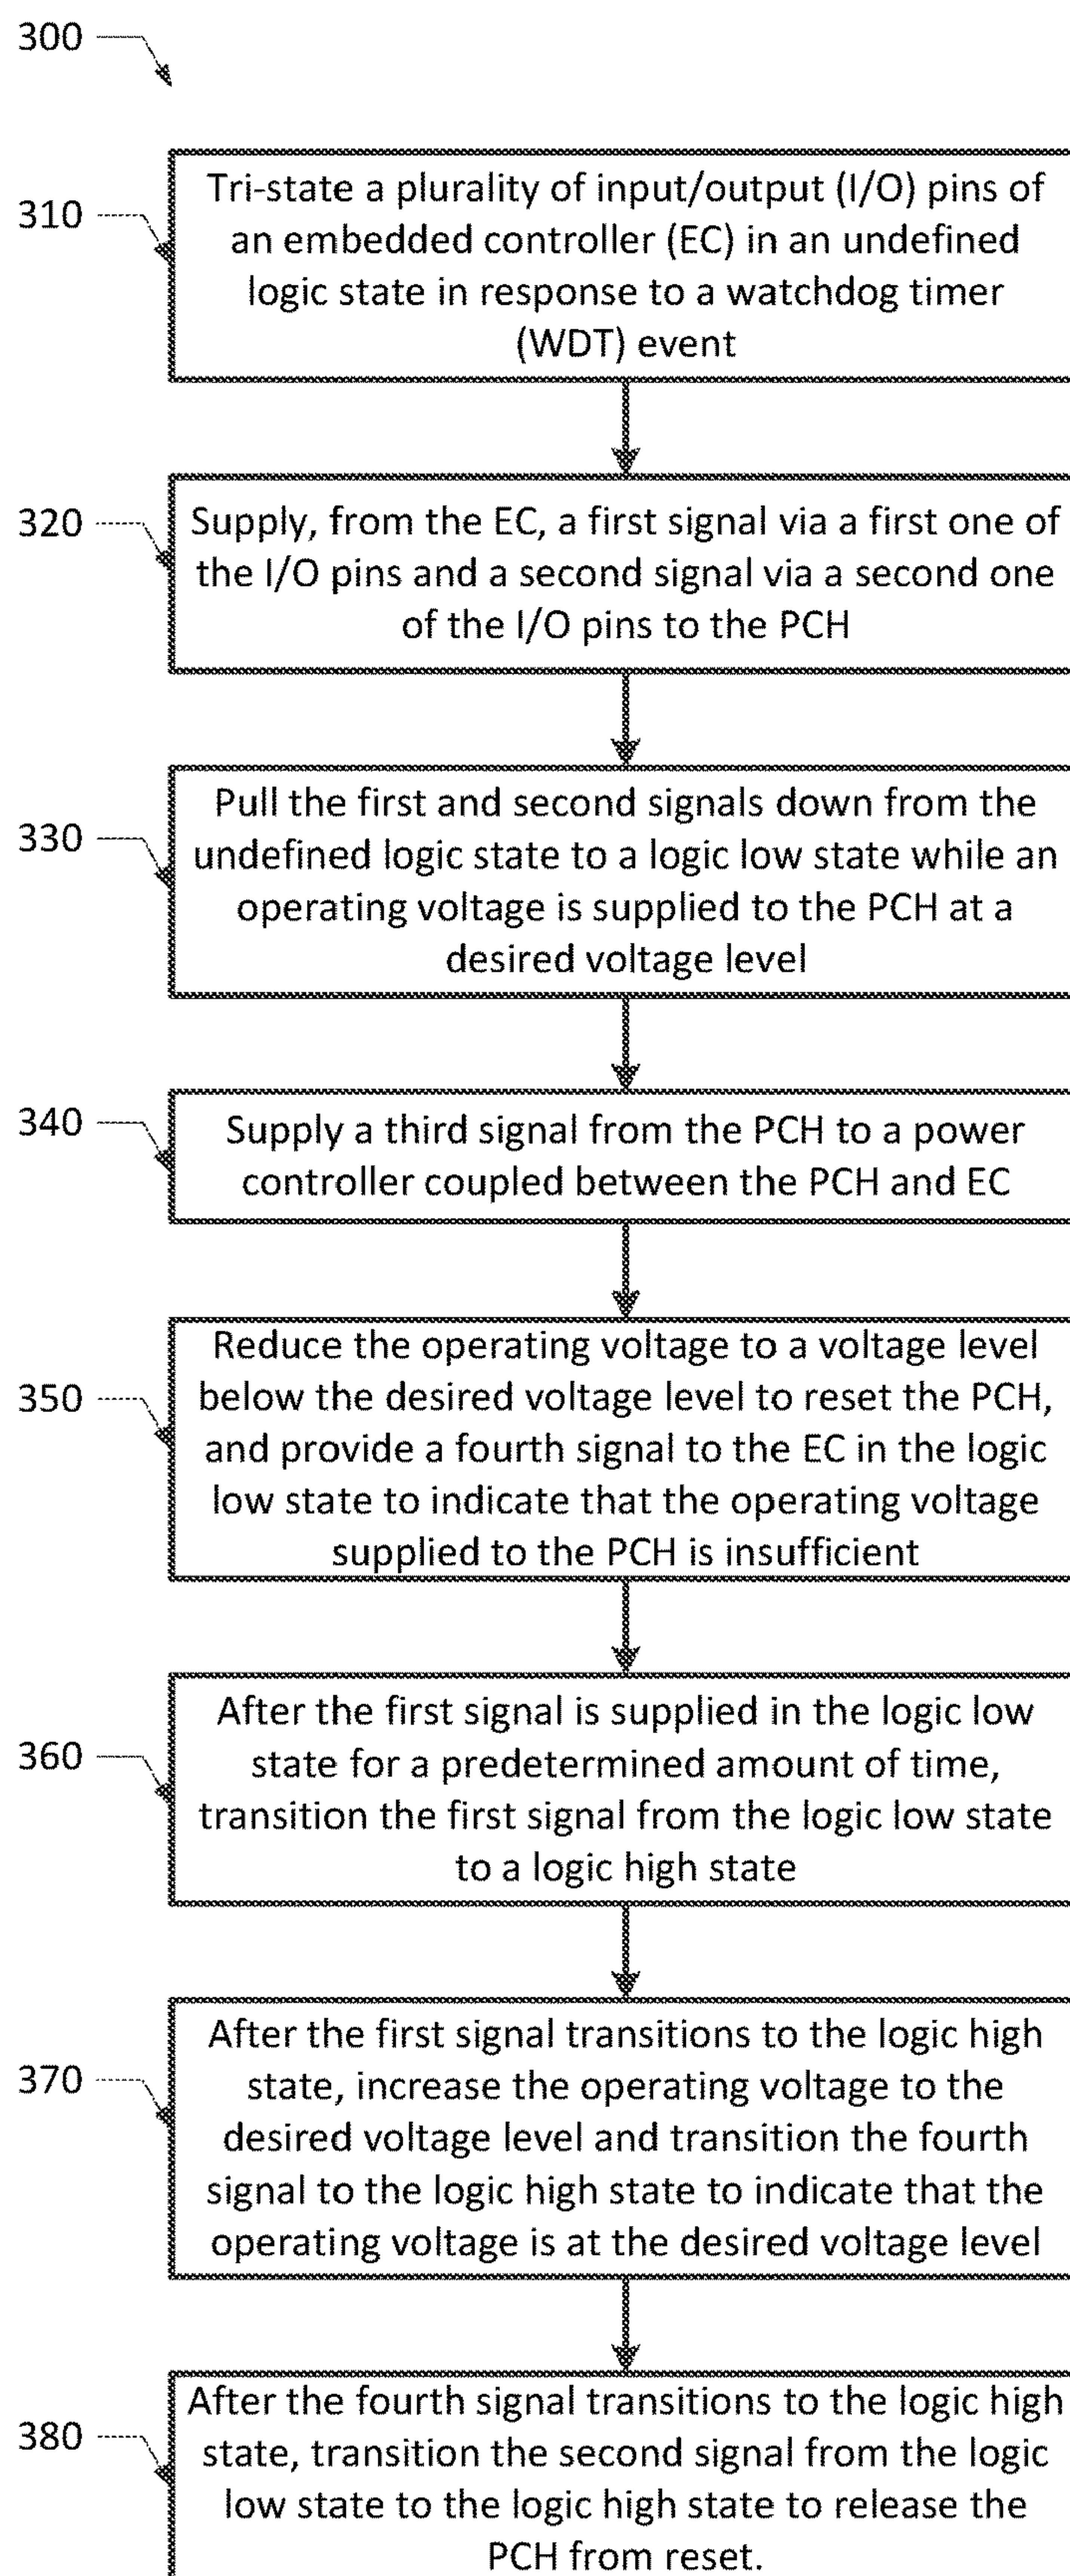 300
310
Tri-state a plurality of input/output (I/O) pins of
an embedded controller (EC) in an undefined
logic state in response to a watchdog timer
(WDT) event
320
Supply, from the EC, a first signal via a first one of
the I/O pins and a second signal via a second one
of the I/O pins to the PCH
330
Pull the first and second signals down from the
undefined logic state to a logic low state while an
operating voltage is supplied to the PCH at a
desired voltage level
340
Supply a third signal from the PCH to a power
controller coupled between the PCH and EC
350
Reduce the operating voltage to a voltage level
below the desired voltage level to reset the PCH,
and provide a fourth signal to the EC in the logic
low state to indicate that the operating voltage
supplied to the PCH is insufficient
360
After the first signal is supplied in the logic low
state for a predetermined amount of time,
transition the first signal from the logic low state
to a logic high state
370
After the first signal transitions to the logic high
state, increase the operating voltage to the
desired voltage level and transition the fourth
signal to the logic high state to indicate that the
operating voltage is at the desired voltage level
380
After the fourth signal transitions to the logic high
state, transition the second signal from the logic
low state to the logic high state to release the
PCH from reset.